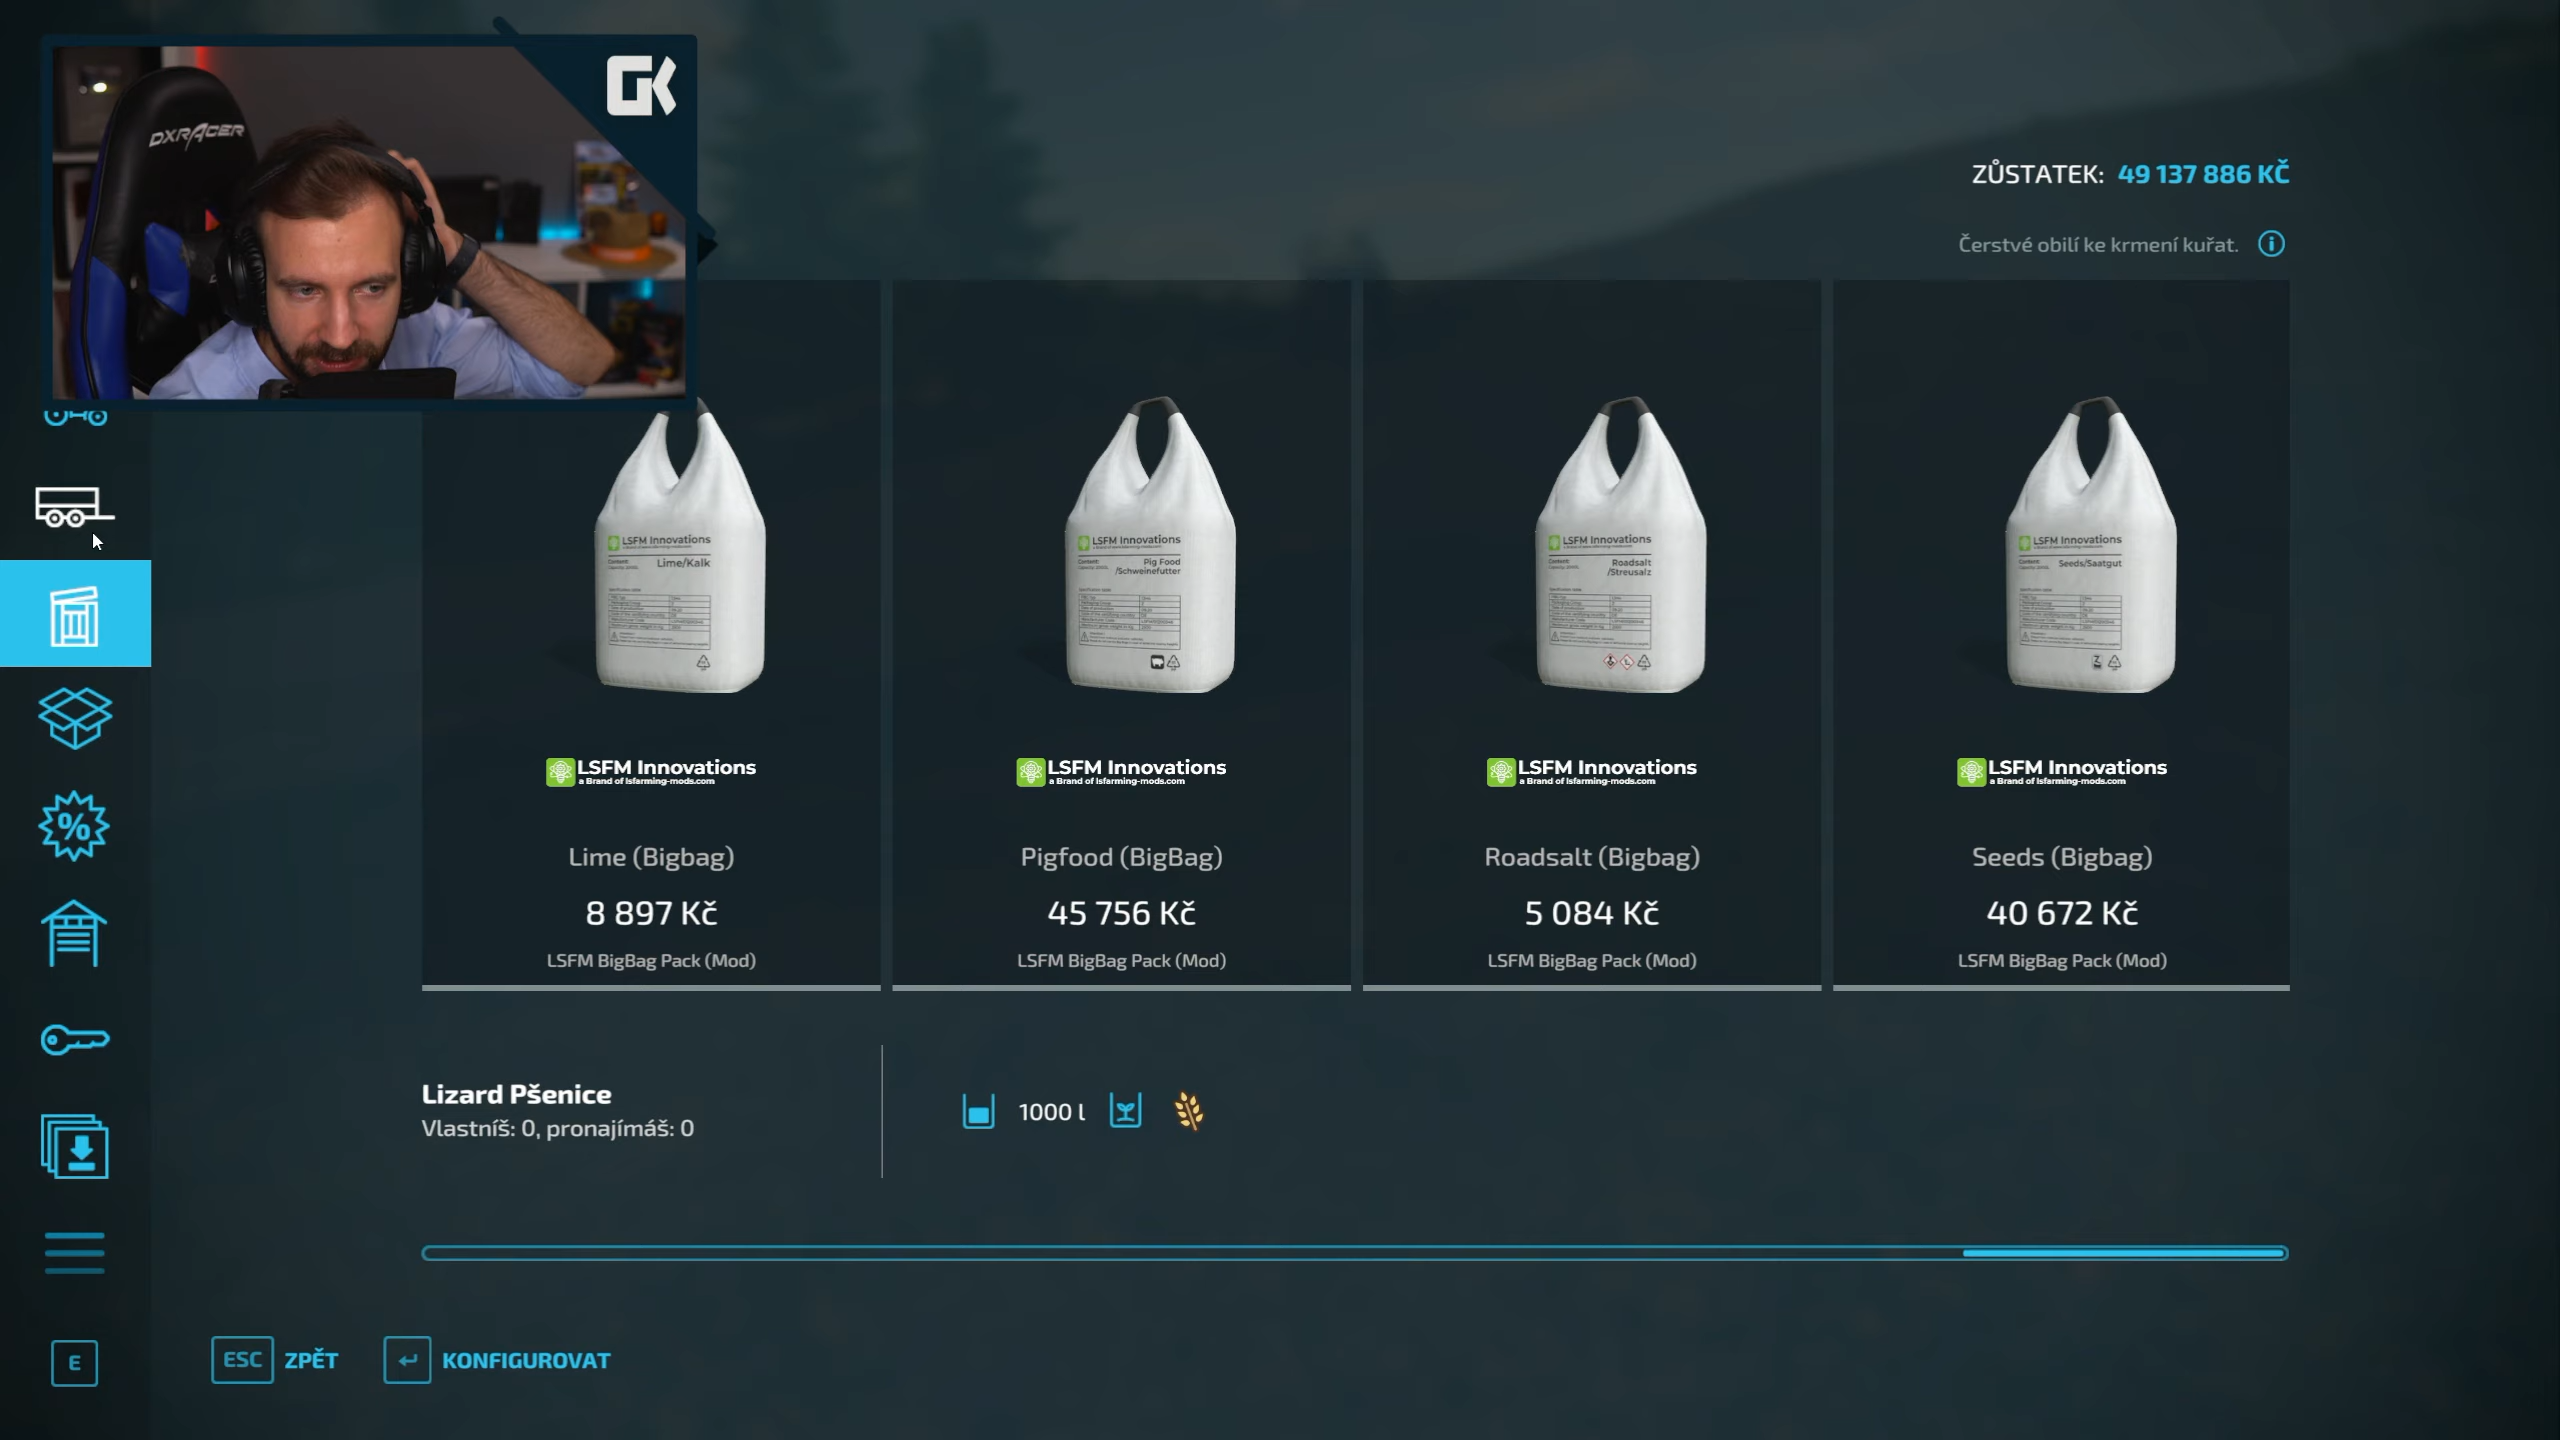 GK
DXRACER
ZŮSTATEK: 49 137 886 KČ
Čerstvé obilí ke krmení kuřat.
LSFM Innovations
Lime/Kalk
LSFM Innovations
Pig Food
/Schweinefutter
LSFM Innovations
Roadsalt
/Streusalz
LSFM Innovations
Seeds/Saatgut
LSFM Innovations
a Brand of lsfarming-mods.com
LSFM Innovations
a Brand of lsfarming-mods.com
LSFM Innovations
a Brand of lsfarming-mods.com
LSFM Innovations
a Brand of lsfarming-mods.com
Lime (Bigbag)
8 897 Kč
LSFM BigBag Pack (Mod)
Pigfood (BigBag)
45 756 Kč
LSFM BigBag Pack (Mod)
Roadsalt (Bigbag)
5 084 Kč
LSFM BigBag Pack (Mod)
Seeds (Bigbag)
40 672 Kč
LSFM BigBag Pack (Mod)
Lizard Pšenice
Vlastníš: 0, pronajímáš: 0
1000 l
E
ESC ZPĚT
KONFIGUROVAT